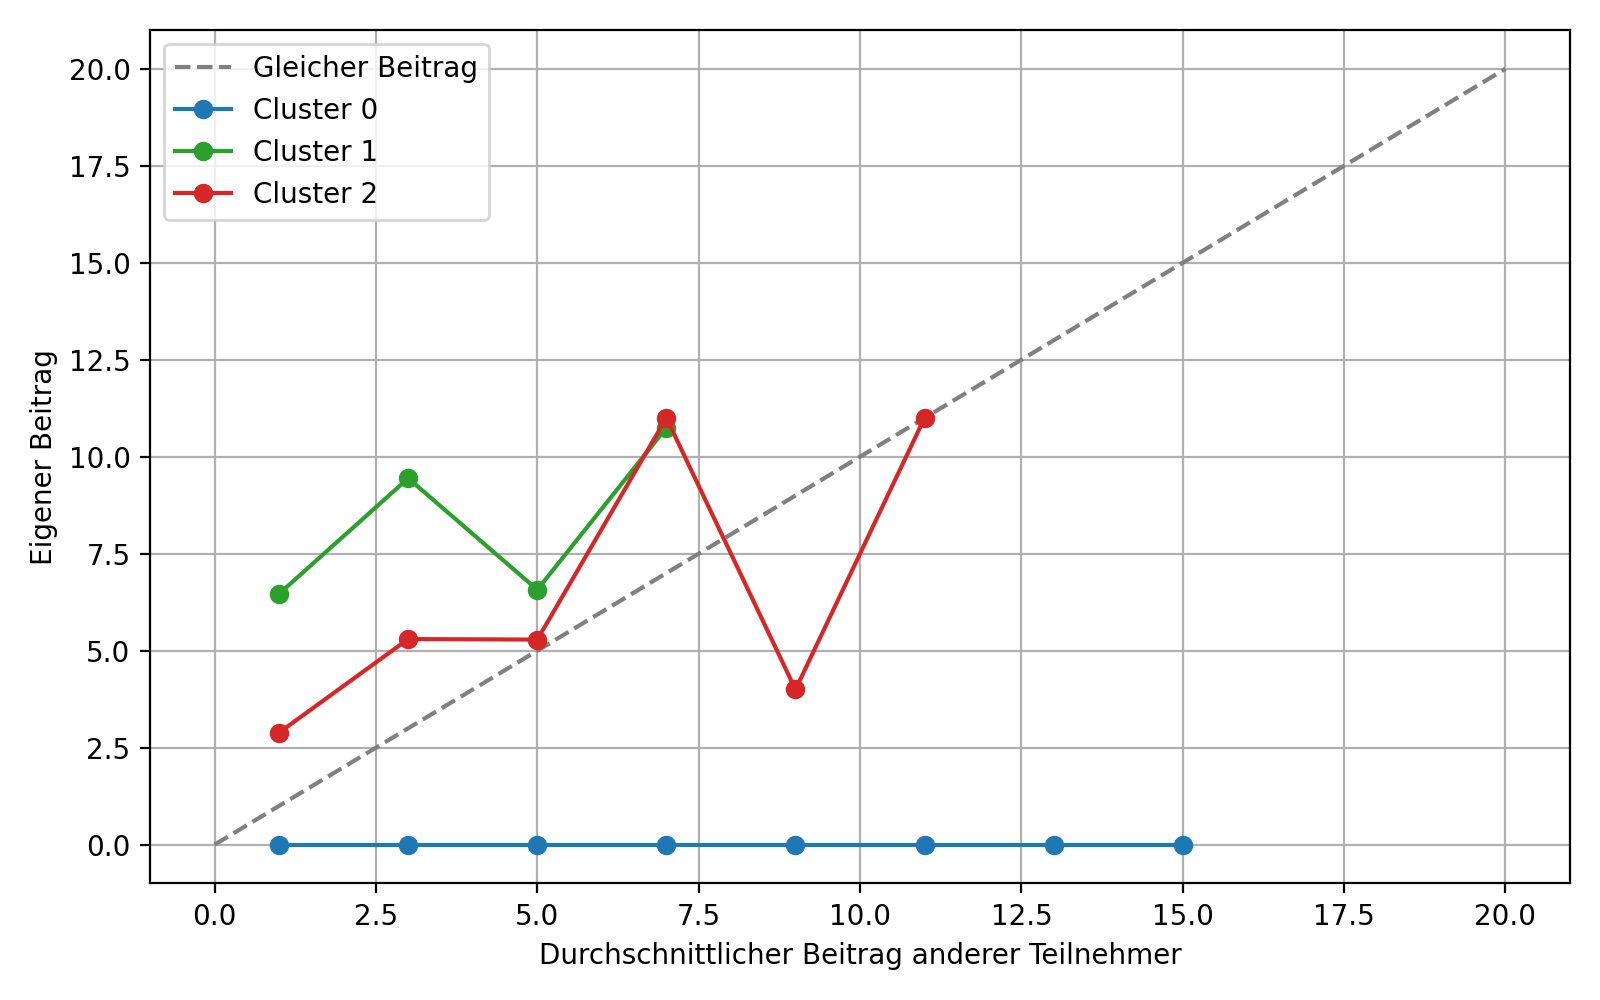 Gleicher Beitrag
Cluster 0
Cluster 1
Cluster 2
20.0
17.5
15.0
12.5
10.0
7.5
5.0
2.5
0.0
Eigener Beitrag
0.0 2.5 5.0 7.5 10.0 12.5 15.0 17.5 20.0
Durchschnittlicher Beitrag anderer Teilnehmer